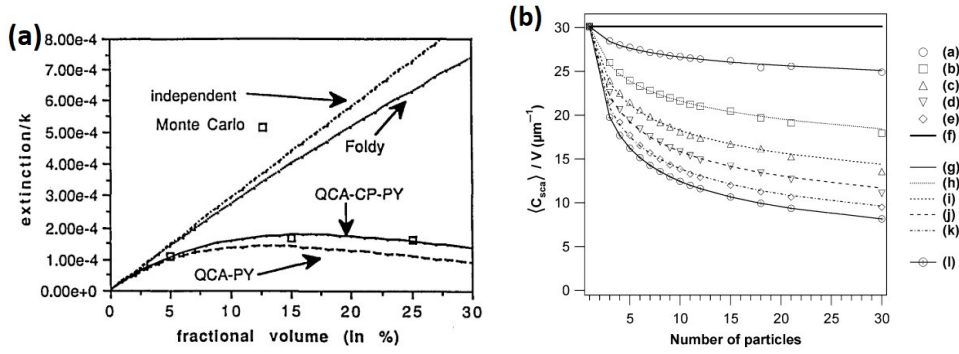 (a)
8.00e-4
7.00e-4
6.00e-4
5.00e-4
4.00e-4
3.00e-4
2.00e-4
1.00e-4
0.00e+0
extinction/k
independent
Monte Carlo
Foldy
QCA-CP-PY
QCA-PY
0 5 10 15 20 25 30
fractional volume (in %)
(b)
30
25
20
15
10
5
0
⟨Csca⟩ / V (µm⁻¹)
5 10 15 20 25 30
Number of particles
(a)
(b)
(c)
(d)
(e)
(f)
(g)
(h)
(i)
(j)
(k)
(l)